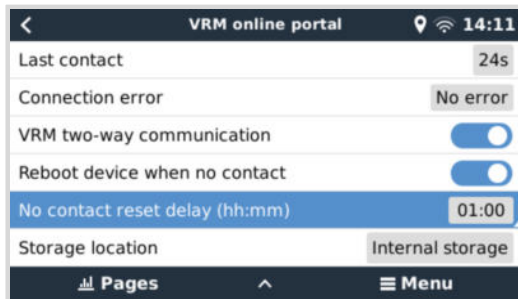 VRM online portal 14:11
Last contact 24s
Connection error No error
VRM two-way communication
Reboot device when no contact
No contact reset delay (hh:mm) 01:00
Storage location Internal storage
Pages Menu